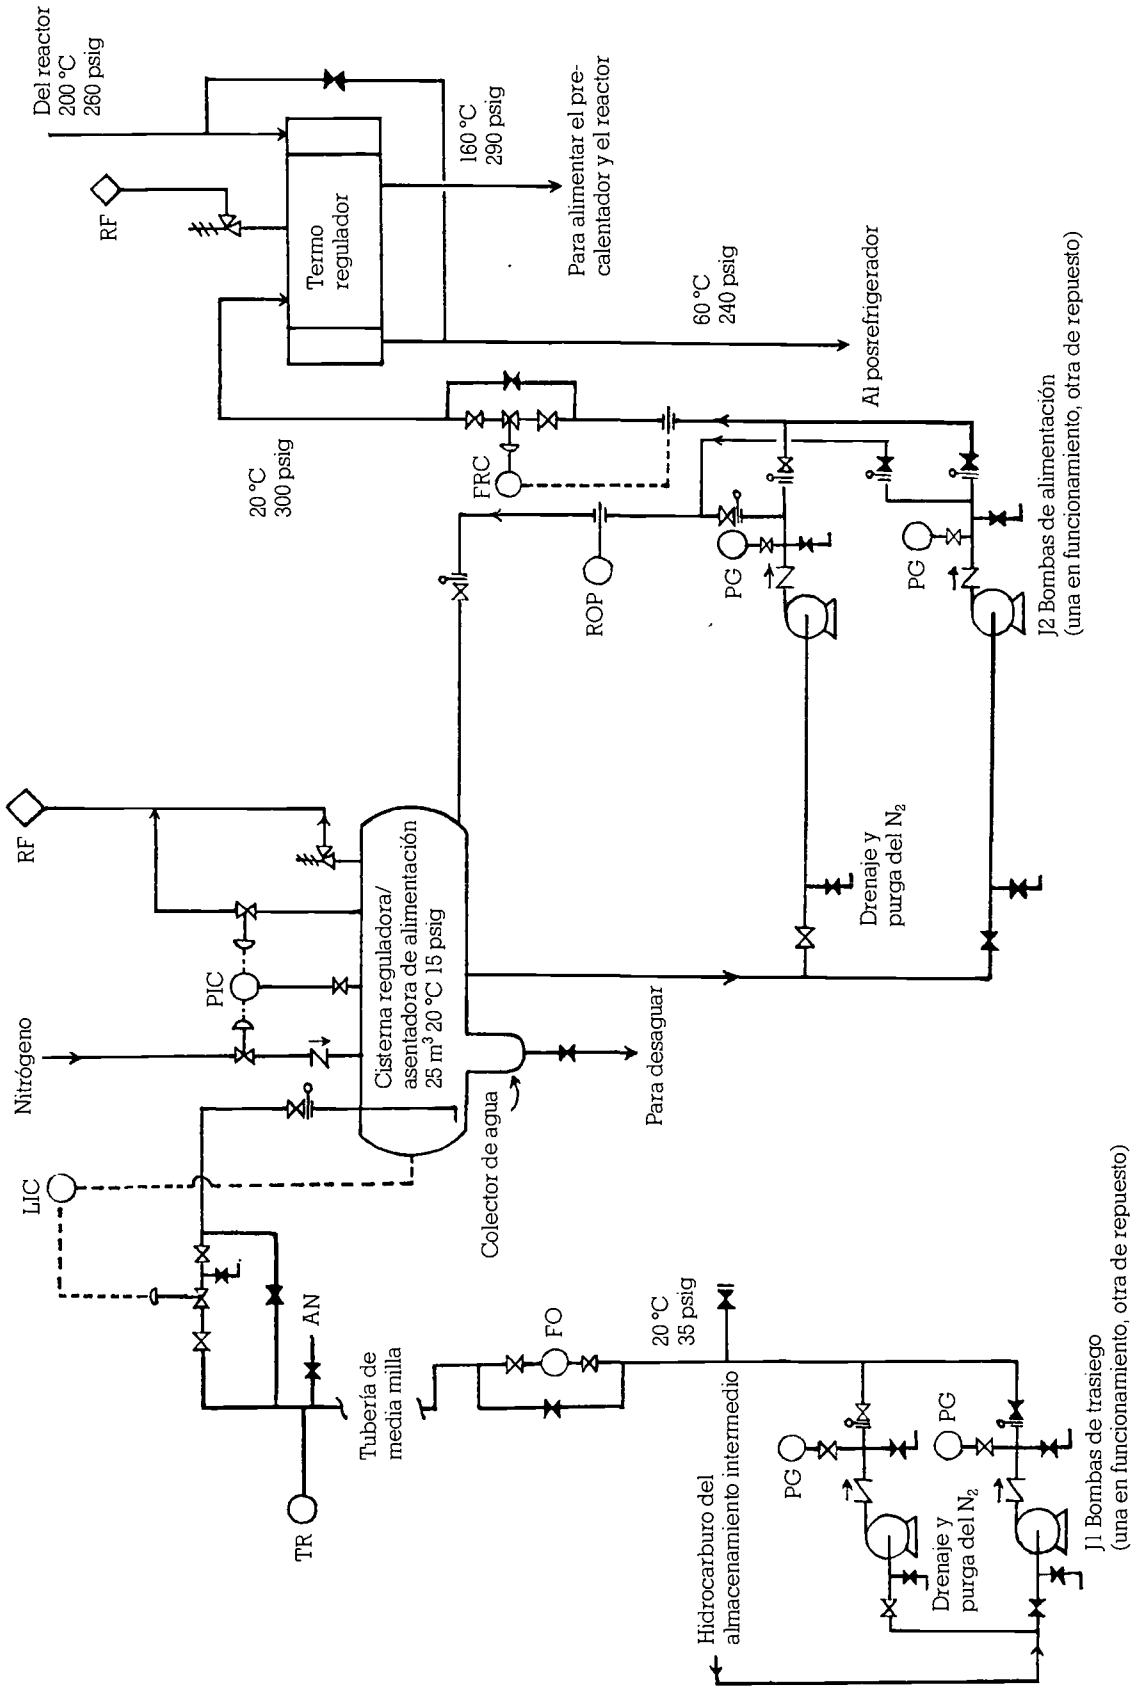 Del reactor
200 °C
260 psig
RF
Termo
regulador
160 °C
290 psig
Para alimentar el pre-
calentador y el reactor
60 °C
240 psig
Al posrefrigerador
20 °C
300 psig
FRC
ROP
PG
PG
J2 Bombas de alimentación
(una en funcionamiento, otra de repuesto)
RF
Nitrógeno
PIC
LIC
Cisterna reguladora/
asentadora de alimentación
25 m³ 20 °C 15 psig
Colector de agua
Para desaguar
Drenaje y
purga del N₂
AN
TR
Tubería de
media milla
FO
20 °C
35 psig
Hidrocarburo del
almacenamiento intermedio
PG
PG
Drenaje y
purga del N₂
J1 Bombas de trasiego
(una en funcionamiento, otra de repuesto)